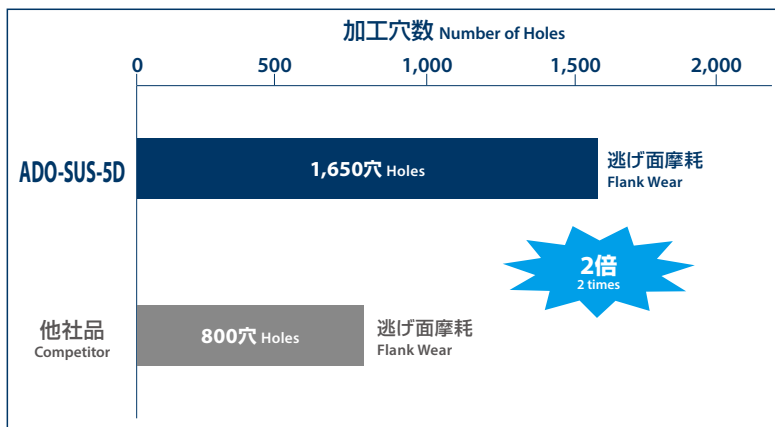 加工穴数 Number of Holes
0 500 1,000 1,500 2,000
ADO-SUS-5D
1,650穴 Holes
逃げ面摩耗
Flank Wear
2倍
2 times
他社品
Competitor
800穴 Holes
逃げ面摩耗
Flank Wear